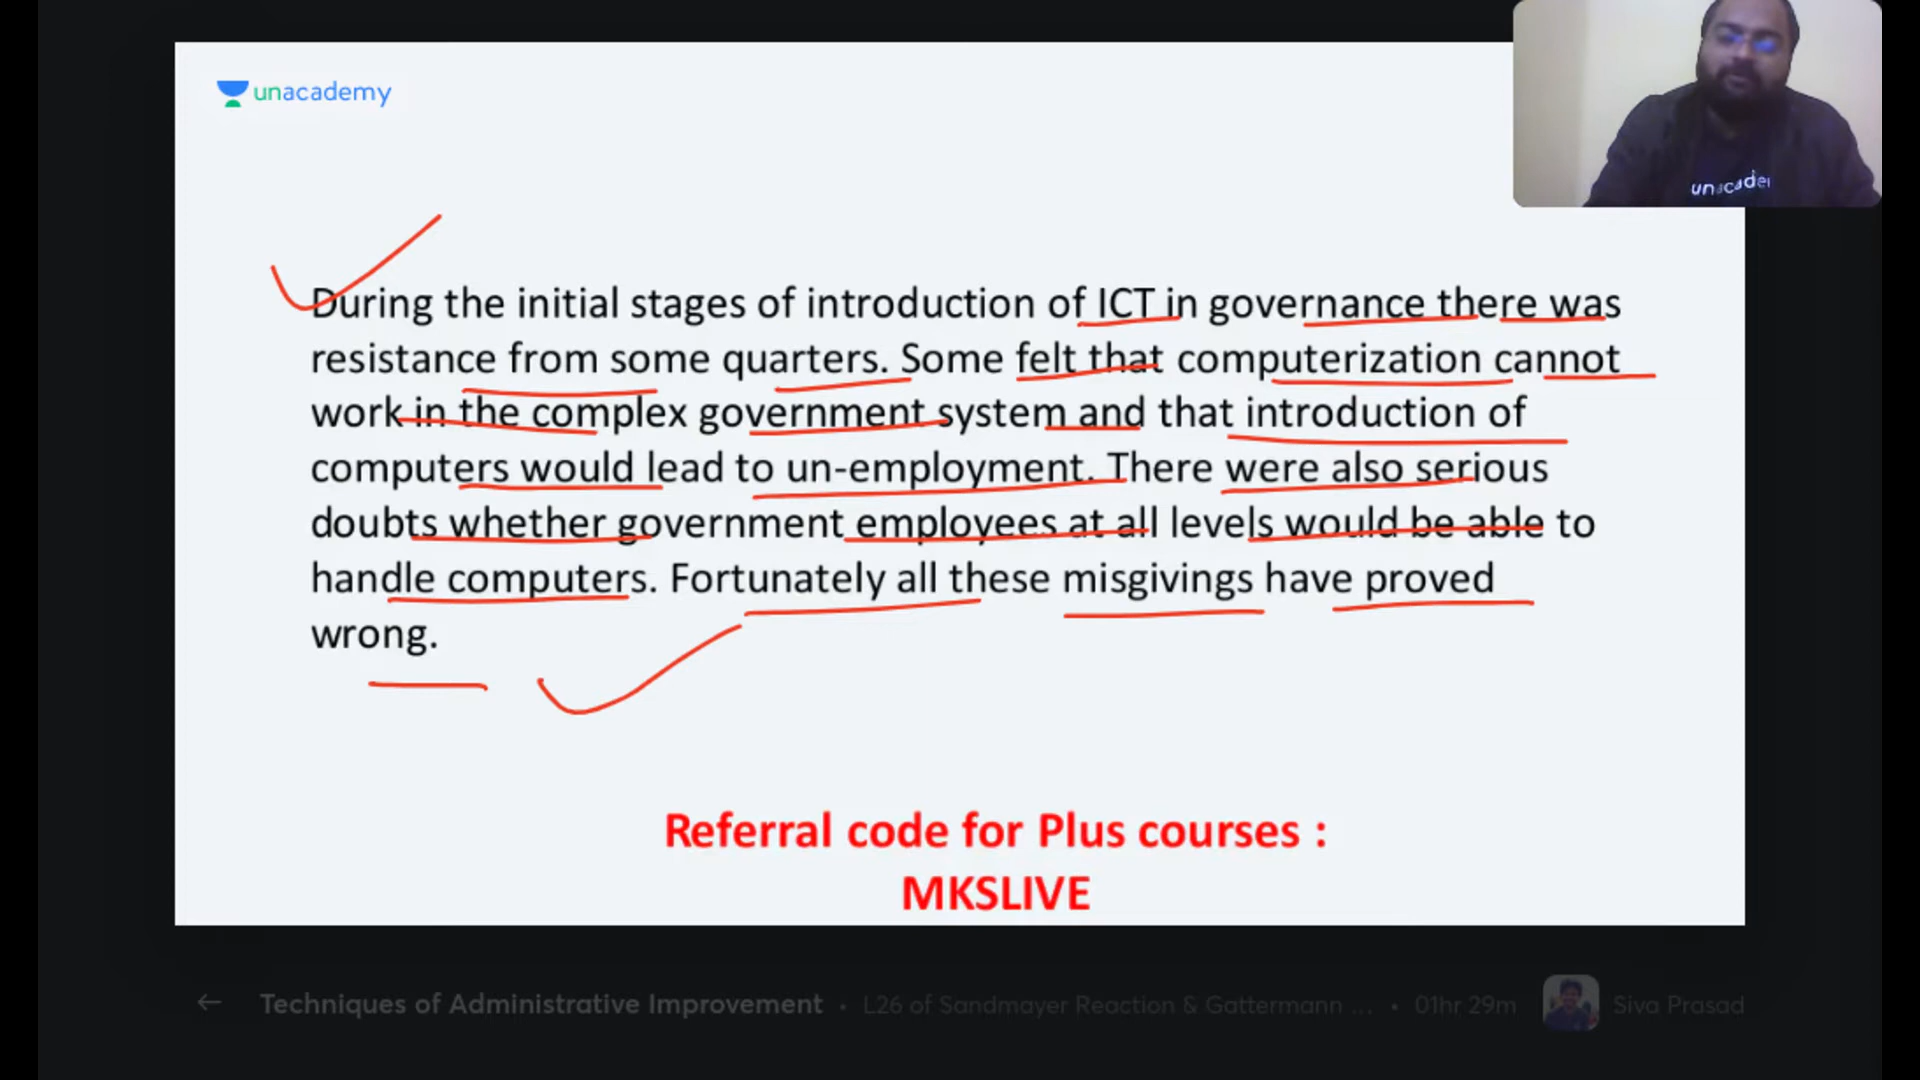 unacademy
unacader
During the initial stages of introduction of ICT in governance there was
resistance from some quarters. Some felt that computerization cannot
work in the complex government system and that introduction of
computers would lead to un-employment. There were also serious
doubts whether government employees at all levels would be able to
handle computers. Fortunately all these misgivings have proved
wrong.
Referral code for Plus courses :
MKSLIVE
Techniques of Administrative Improvement • L26 of Sandmayer Reaction & Gattermann ... • 01hr 29m Siva Prasad